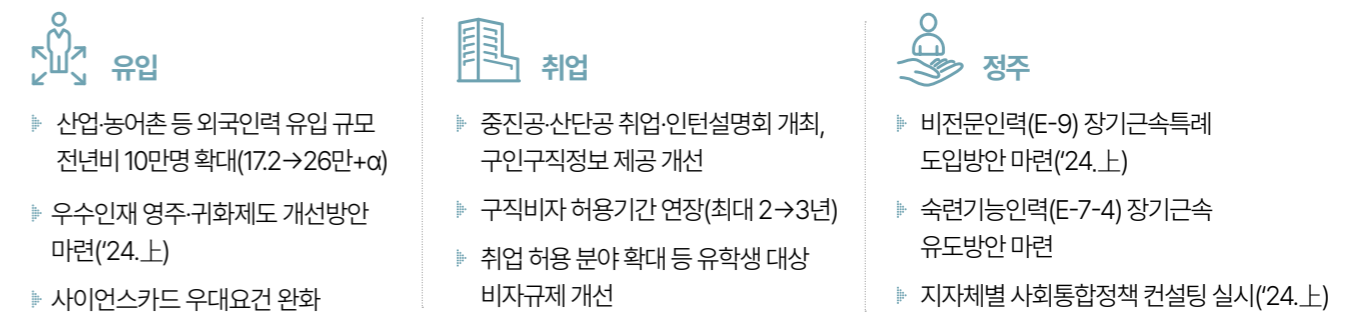 유입
산업·농어촌 등 외국인력 유입 규모
전년비 10만명 확대(17.2→26만+α)
우수인재 영주·귀화제도 개선방안
마련('24.上)
사이언스카드 우대요건 완화
취업
중진공·산단공 취업·인턴설명회 개최,
구인구직정보 제공 개선
구직비자 허용기간 연장(최대 2→3년)
취업 허용 분야 확대 등 유학생 대상
비자규제 개선
정주
비전문인력(E-9) 장기근속특례
도입방안 마련('24.上)
숙련기능인력(E-7-4) 장기근속
유도방안 마련
지자체별 사회통합정책 컨설팅 실시('24.上)